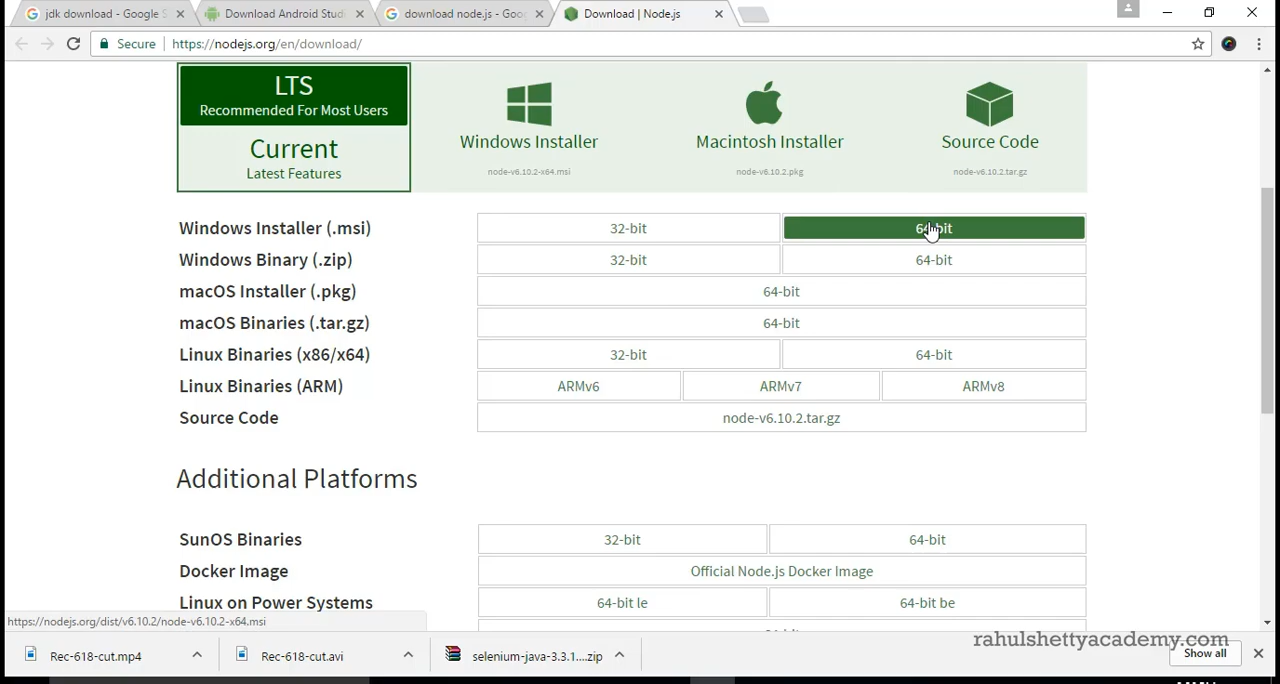 jdk download - Google S
Download Android Studi
download node.js - Goog
Download | Node.js
Secure
https://nodejs.org/en/download/
LTS
Recommended For Most Users
Current
Latest Features
Windows Installer
node-v6.10.2-x64.msi
Macintosh Installer
node-v6.10.2.pkg
Source Code
node-v6.10.2.tar.gz
Windows Installer (.msi) 32-bit 64-bit
Windows Binary (.zip) 32-bit 64-bit
macOS Installer (.pkg) 64-bit
macOS Binaries (.tar.gz) 64-bit
Linux Binaries (x86/x64) 32-bit 64-bit
Linux Binaries (ARM) ARMv6 ARMv7 ARMv8
Source Code node-v6.10.2.tar.gz
Additional Platforms
SunOS Binaries 32-bit 64-bit
Docker Image Official Node.js Docker Image
Linux on Power Systems 64-bit le 64-bit be
https://nodejs.org/dist/v6.10.2/node-v6.10.2-x64.msi
rahulshettyacademy.com
Rec-618-cut.mp4
Rec-618-cut.avi
selenium-java-3.3.1....zip
Show all